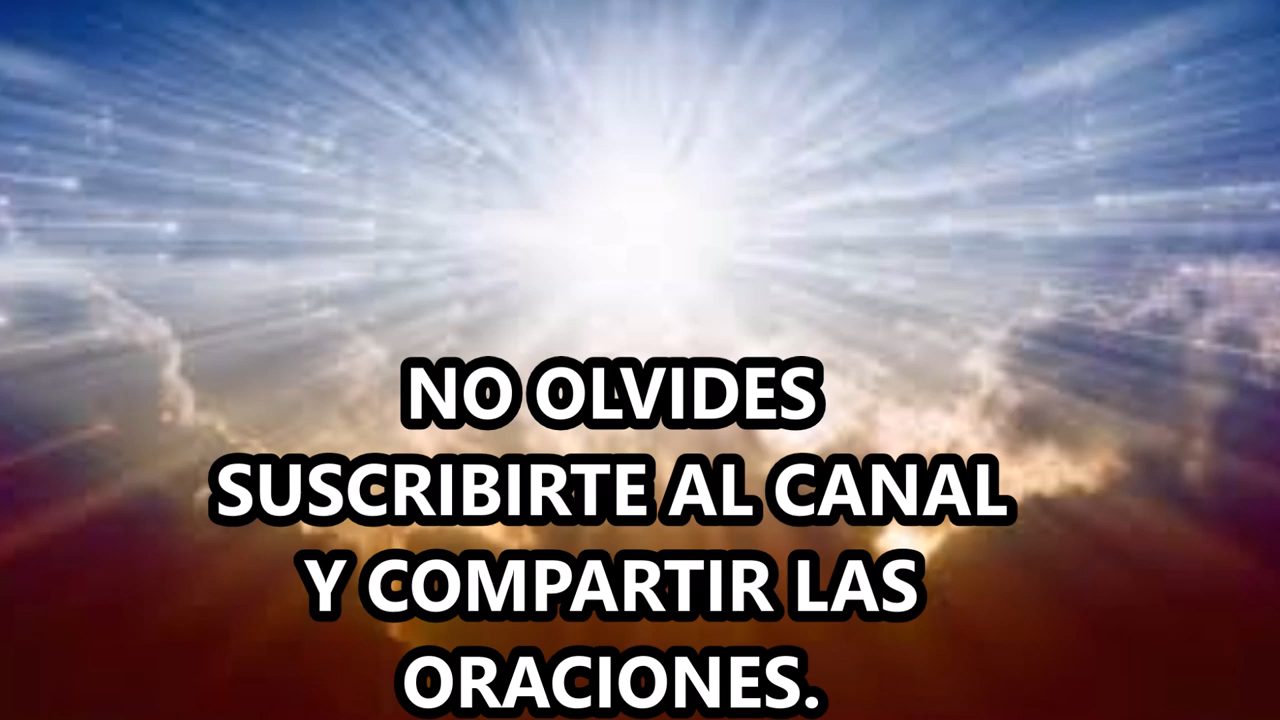 NO OLVIDES
SUSCRIBIRTE AL CANAL
Y COMPARTIR LAS
ORACIONES.